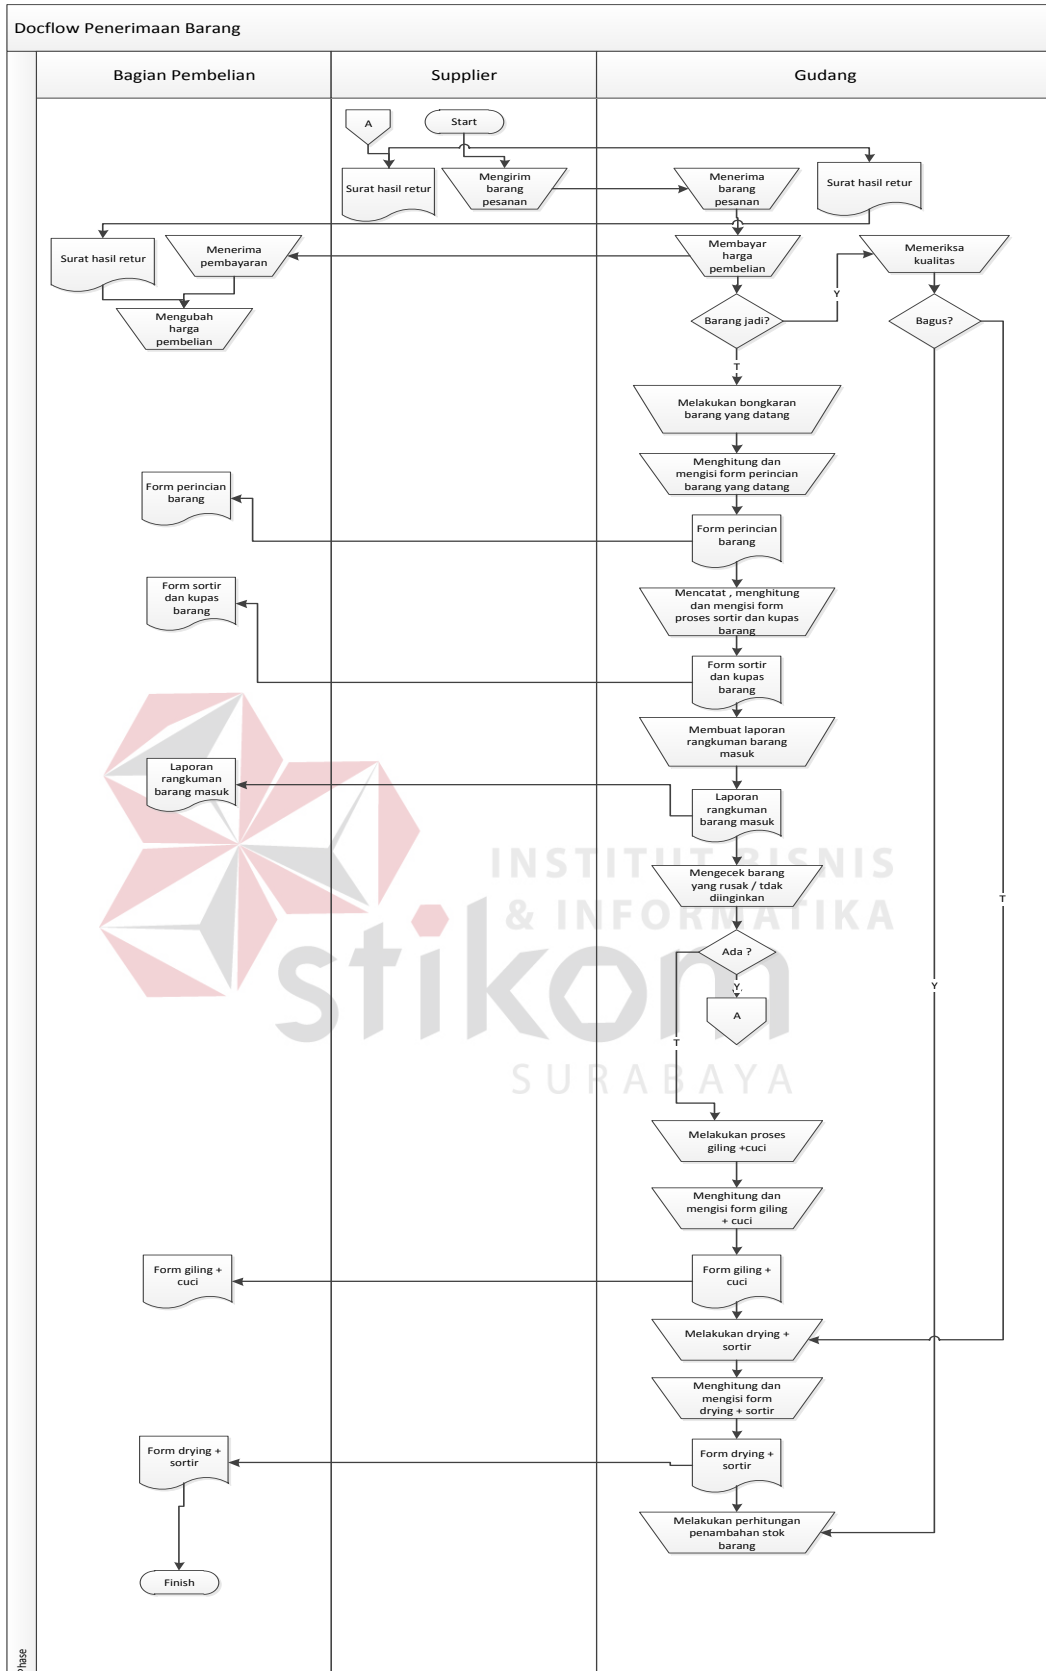 Docflow Penerimaan Barang
Bagian Pembelian
Supplier
Gudang
A
Start
Surat hasil retur
Mengirim
barang
pesanan
Menerima
barang
pesanan
Surat hasil retur
Surat hasil retur
Menerima
pembayaran
Membayar
harga
pembelian
Memeriksa
kualitas
Mengubah
harga
pembelian
Barang jadi?
Y
Bagus?
T
Melakukan bongkaran
barang yang datang
Menghitung dan
mengisi form perincian
barang yang datang
Form perincian
barang
Form perincian
barang
Form sortir
dan kupas
barang
Mencatat , menghitung
dan mengisi form
proses sortir dan kupas
barang
Form sortir
dan kupas
barang
Membuat laporan
rangkuman barang
masuk
Laporan
rangkuman
barang masuk
Laporan
rangkuman
barang masuk
INSTITUT BISNIS
& INFORMATIKA
stikom
SURABAYA
Mengecek barang
yang rusak / tdak
diinginkan
T
Ada ?
Y
Y
A
T
Melakukan proses
giling +cuci
Menghitung dan
mengisi form giling
+ cuci
Form giling +
cuci
Form giling +
cuci
Melakukan drying +
sortir
Menghitung dan
mengisi form
drying + sortir
Form drying +
sortir
Form drying +
sortir
Melakukan perhitungan
penambahan stok
barang
Finish
Phase